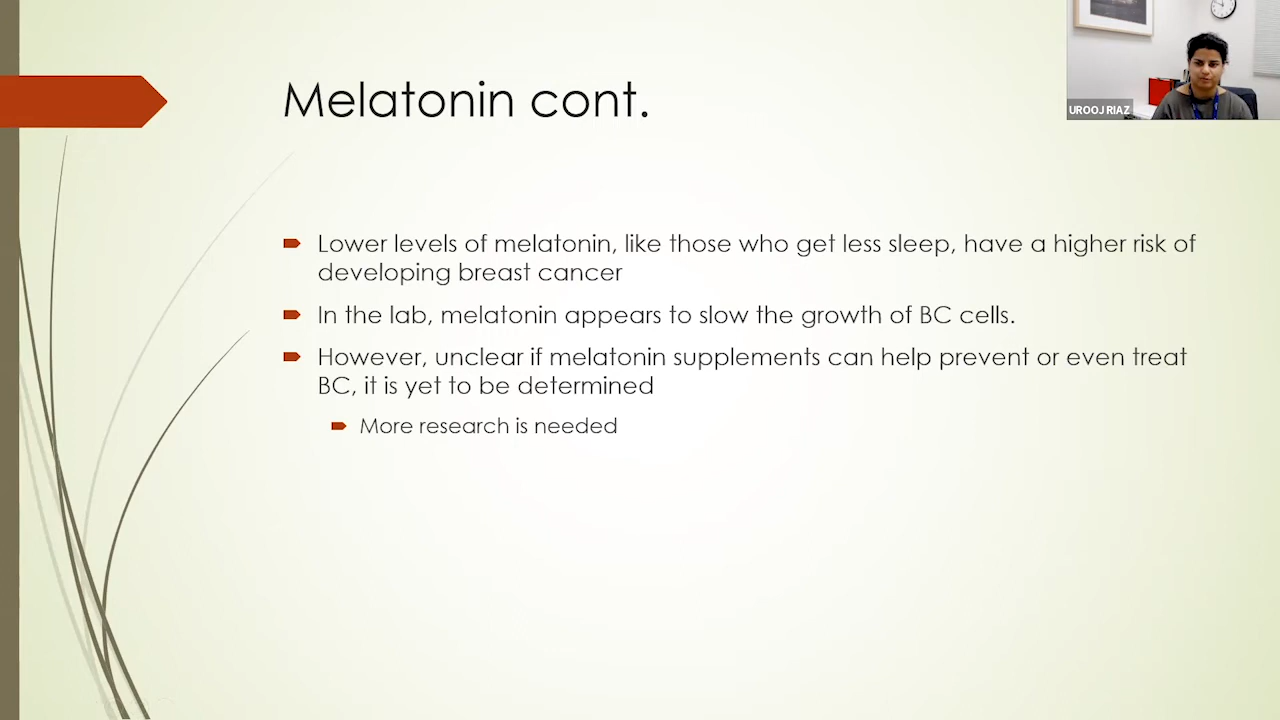 Melatonin cont.
UROOJ RIAZ
Lower levels of melatonin, like those who get less sleep, have a higher risk of
developing breast cancer
In the lab, melatonin appears to slow the growth of BC cells.
However, unclear if melatonin supplements can help prevent or even treat
BC, it is yet to be determined
More research is needed